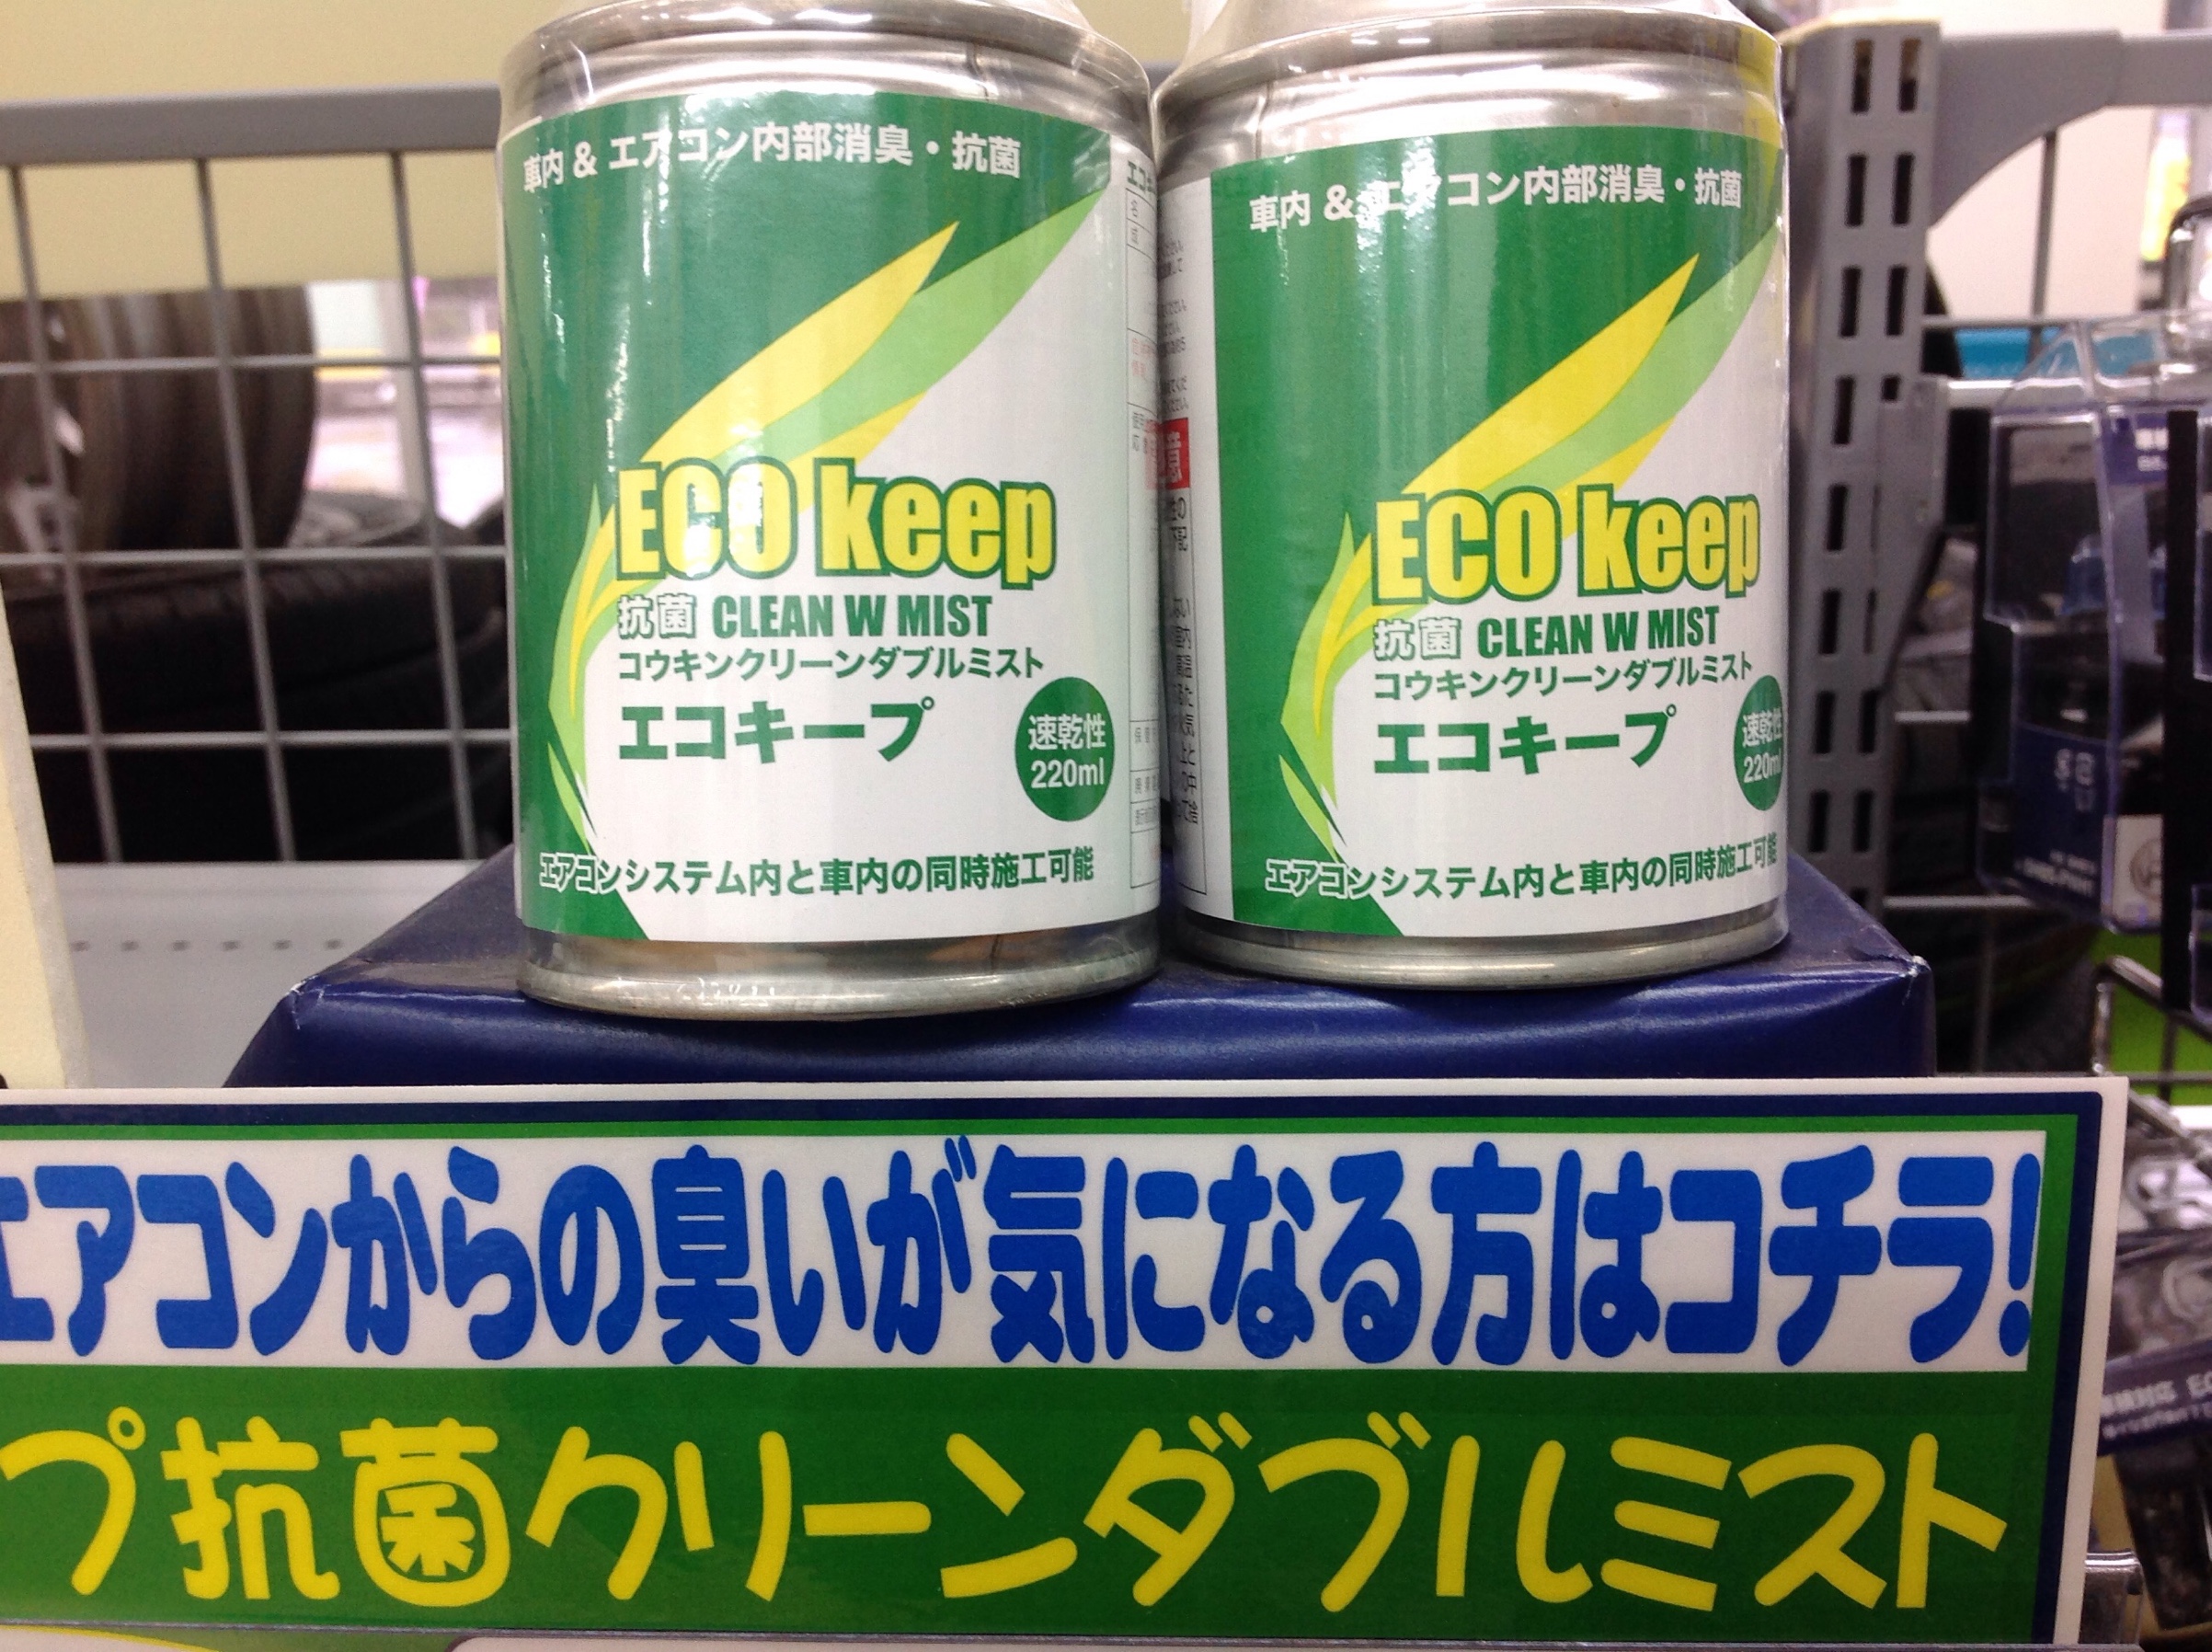 車内 & エアコン内部消臭・抗菌
ECO keep
抗菌 CLEAN W MIST
コウキンクリーンダブルミスト
エコキープ
速乾性
220ml
エアコンシステム内と車内の同時施工可能
車内 & エアコン内部消臭・抗菌
ECO keep
抗菌 CLEAN W MIST
コウキンクリーンダブルミスト
エコキープ
速乾性
220ml
エアコンシステム内と車内の同時施工可能
エアコンからの臭いが気になる方はコチラ!
プ抗菌クリーンダブルミスト